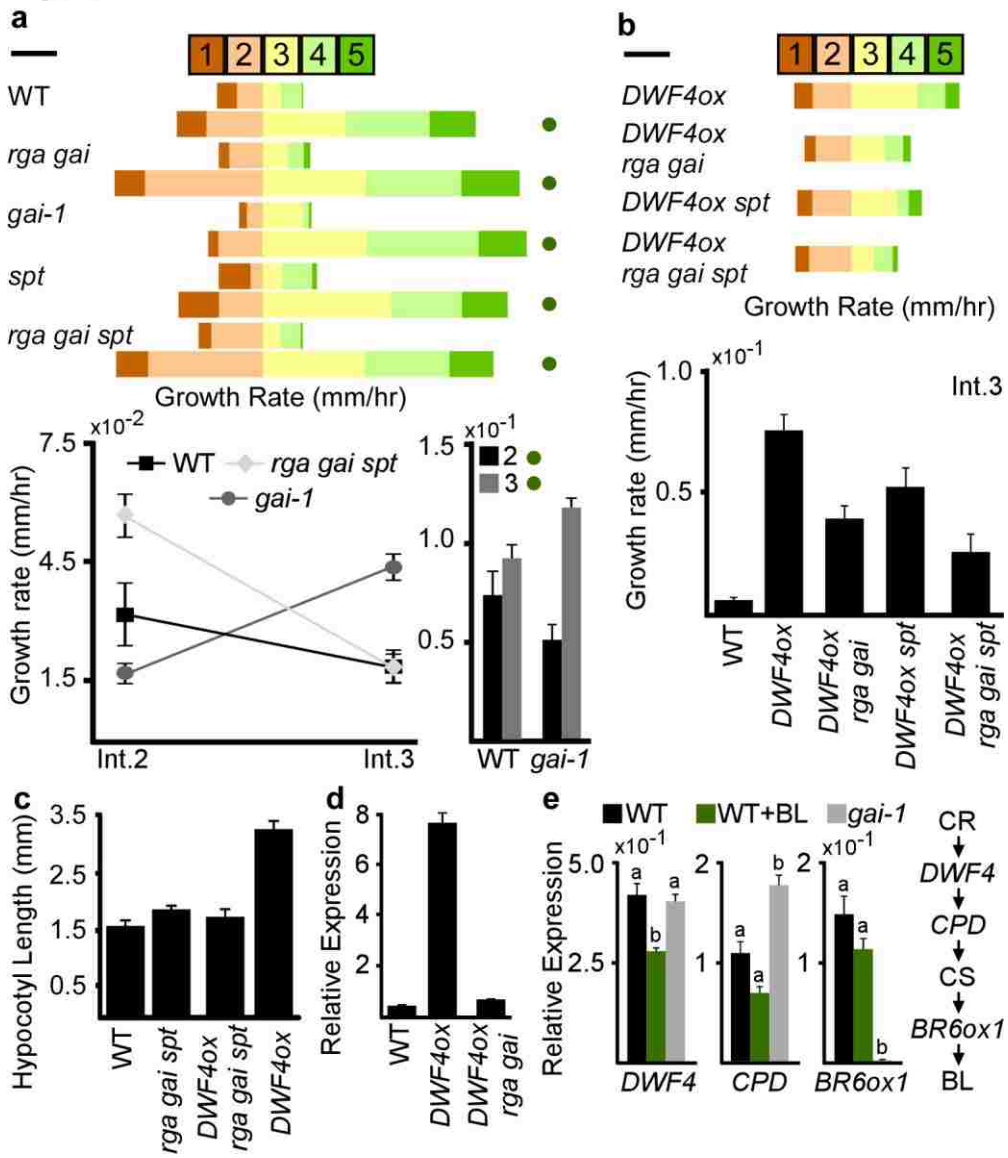 a
1 2 3 4 5
WT
rga gai
gai-1
spt
rga gai spt
Growth Rate (mm/hr)
x10-2
7.5
4.5
1.5
Growth rate (mm/hr)
WT
rga gai spt
gai-1
Int.2
Int.3
x10-1
1.5
1.0
0.5
2
3
WT gai-1
b
1 2 3 4 5
DWF4ox
DWF4ox
rga gai
DWF4ox spt
DWF4ox
rga gai spt
Growth Rate (mm/hr)
x10-1
Int.3
1.0
0.5
Growth rate (mm/hr)
WT
DWF4ox
DWF4ox
rga gai
DWF4ox spt
DWF4ox
rga gai spt
c
Hypocotyl Length (mm)
3.5
2.5
1.5
0.5
WT
rga gai spt
DWF4ox
rga gai spt
DWF4ox
d
Relative Expression
8
6
4
2
WT
DWF4ox
DWF4ox
rga gai
e
WT
WT+BL
gai-1
Relative Expression
x10-1
5.0
2.5
a
b
a
DWF4
2
1
a
a
b
CPD
x10-1
2
1
a
a
b
BR6ox1
CR
DWF4
CPD
CS
BR6ox1
BL